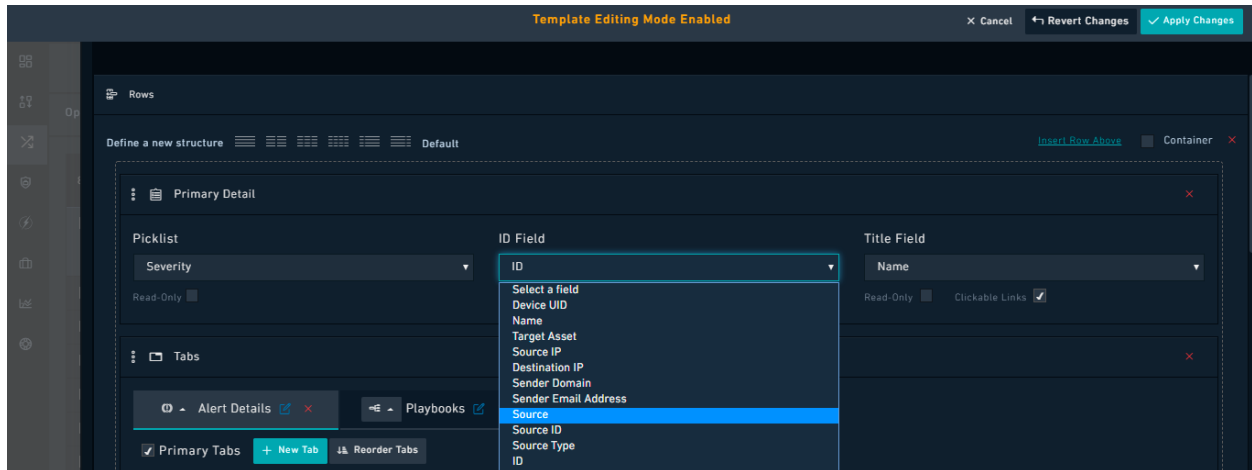 Template Editing Mode Enabled
× Cancel
Revert Changes
Apply Changes
Op
Rows
Define a new structure
Default
Insert Row Above
Container
Primary Detail
Picklist
ID Field
Title Field
Severity
ID
Name
Read-Only
Read-Only
Clickable Links
Select a field
Device UID
Name
Target Asset
Source IP
Destination IP
Sender Domain
Sender Email Address
Source
Source ID
Source Type
ID
Tabs
Alert Details
Playbooks
Primary Tabs
+ New Tab
Reorder Tabs